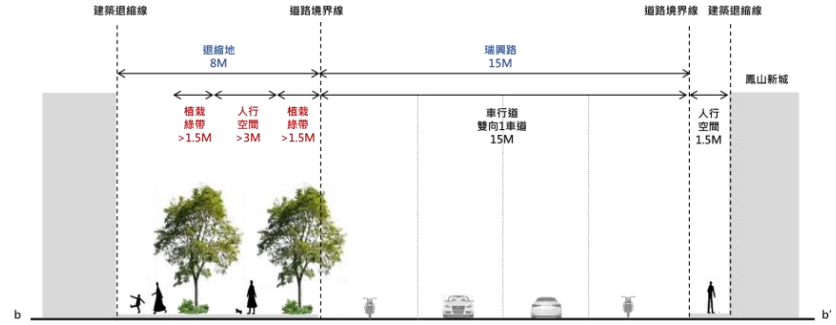 建築退縮線
道路境界線
道路境界線
建築退縮線
退縮地
8M
瑞興路
15M
鳳山新城
植栽
綠帶
>1.5M
人行
空間
>3M
植栽
綠帶
>1.5M
車行道
雙向1車道
15M
人行
空間
1.5M
b
b'